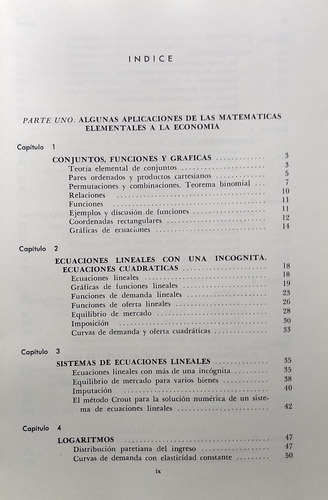 INDICE
PARTE UNO. ALGUNAS APLICACIONES DE LAS MATEMATICAS
ELEMENTALES A LA ECONOMIA
Capítulo 1
CONJUNTOS, FUNCIONES Y GRAFICAS ............ 3
Teoría elemental de conjuntos ............ 3
Pares ordenados y productos cartesianos ............ 5
Permutaciones y combinaciones. Teorema binomial ... 7
Relaciones ............ 10
Funciones ............ 11
Ejemplos y discusión de funciones ............ 11
Coordenadas rectangulares ............ 12
Gráficas de ecuaciones ............ 14
Capítulo 2
ECUACIONES LINEALES CON UNA INCOGNITA.
ECUACIONES CUADRATICAS ............ 18
Ecuaciones lineales ............ 18
Gráficas de funciones lineales ............ 19
Funciones de demanda lineales ............ 23
Funciones de oferta lineales ............ 26
Equilibrio de mercado ............ 28
Imposición ............ 30
Curvas de demanda y oferta cuadráticas ............ 33
Capítulo 3
SISTEMAS DE ECUACIONES LINEALES ............ 35
Ecuaciones lineales con más de una incógnita ............ 35
Equilibrio de mercado para varios bienes ............ 38
Imputación ............ 40
El método Crout para la solución numérica de un sis-
tema de ecuaciones lineales ............ 42
Capítulo 4
LOGARITMOS ............ 47
Distribución paretiana del ingreso ............ 47
Curvas de demanda con elasticidad constante ............ 50
ix